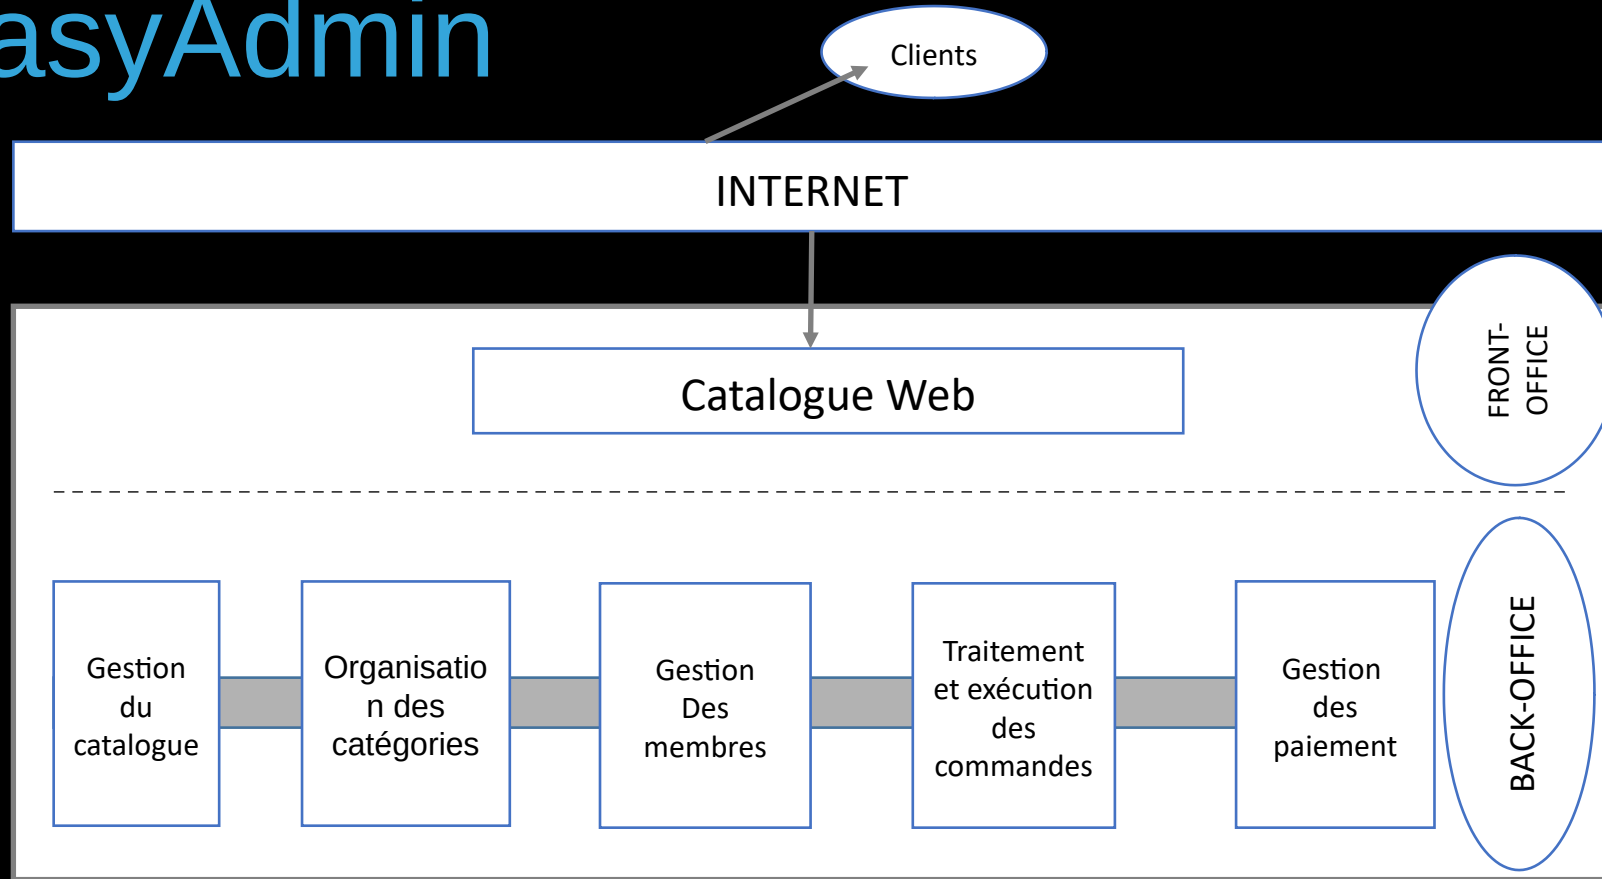 asyAdmin
Clients
INTERNET
FRONT-
OFFICE
Catalogue Web
Gestion
du
catalogue
Organisatio
n des
catégories
Gestion
Des
membres
Traitement
et exécution
des
commandes
Gestion
des
paiement
BACK-OFFICE